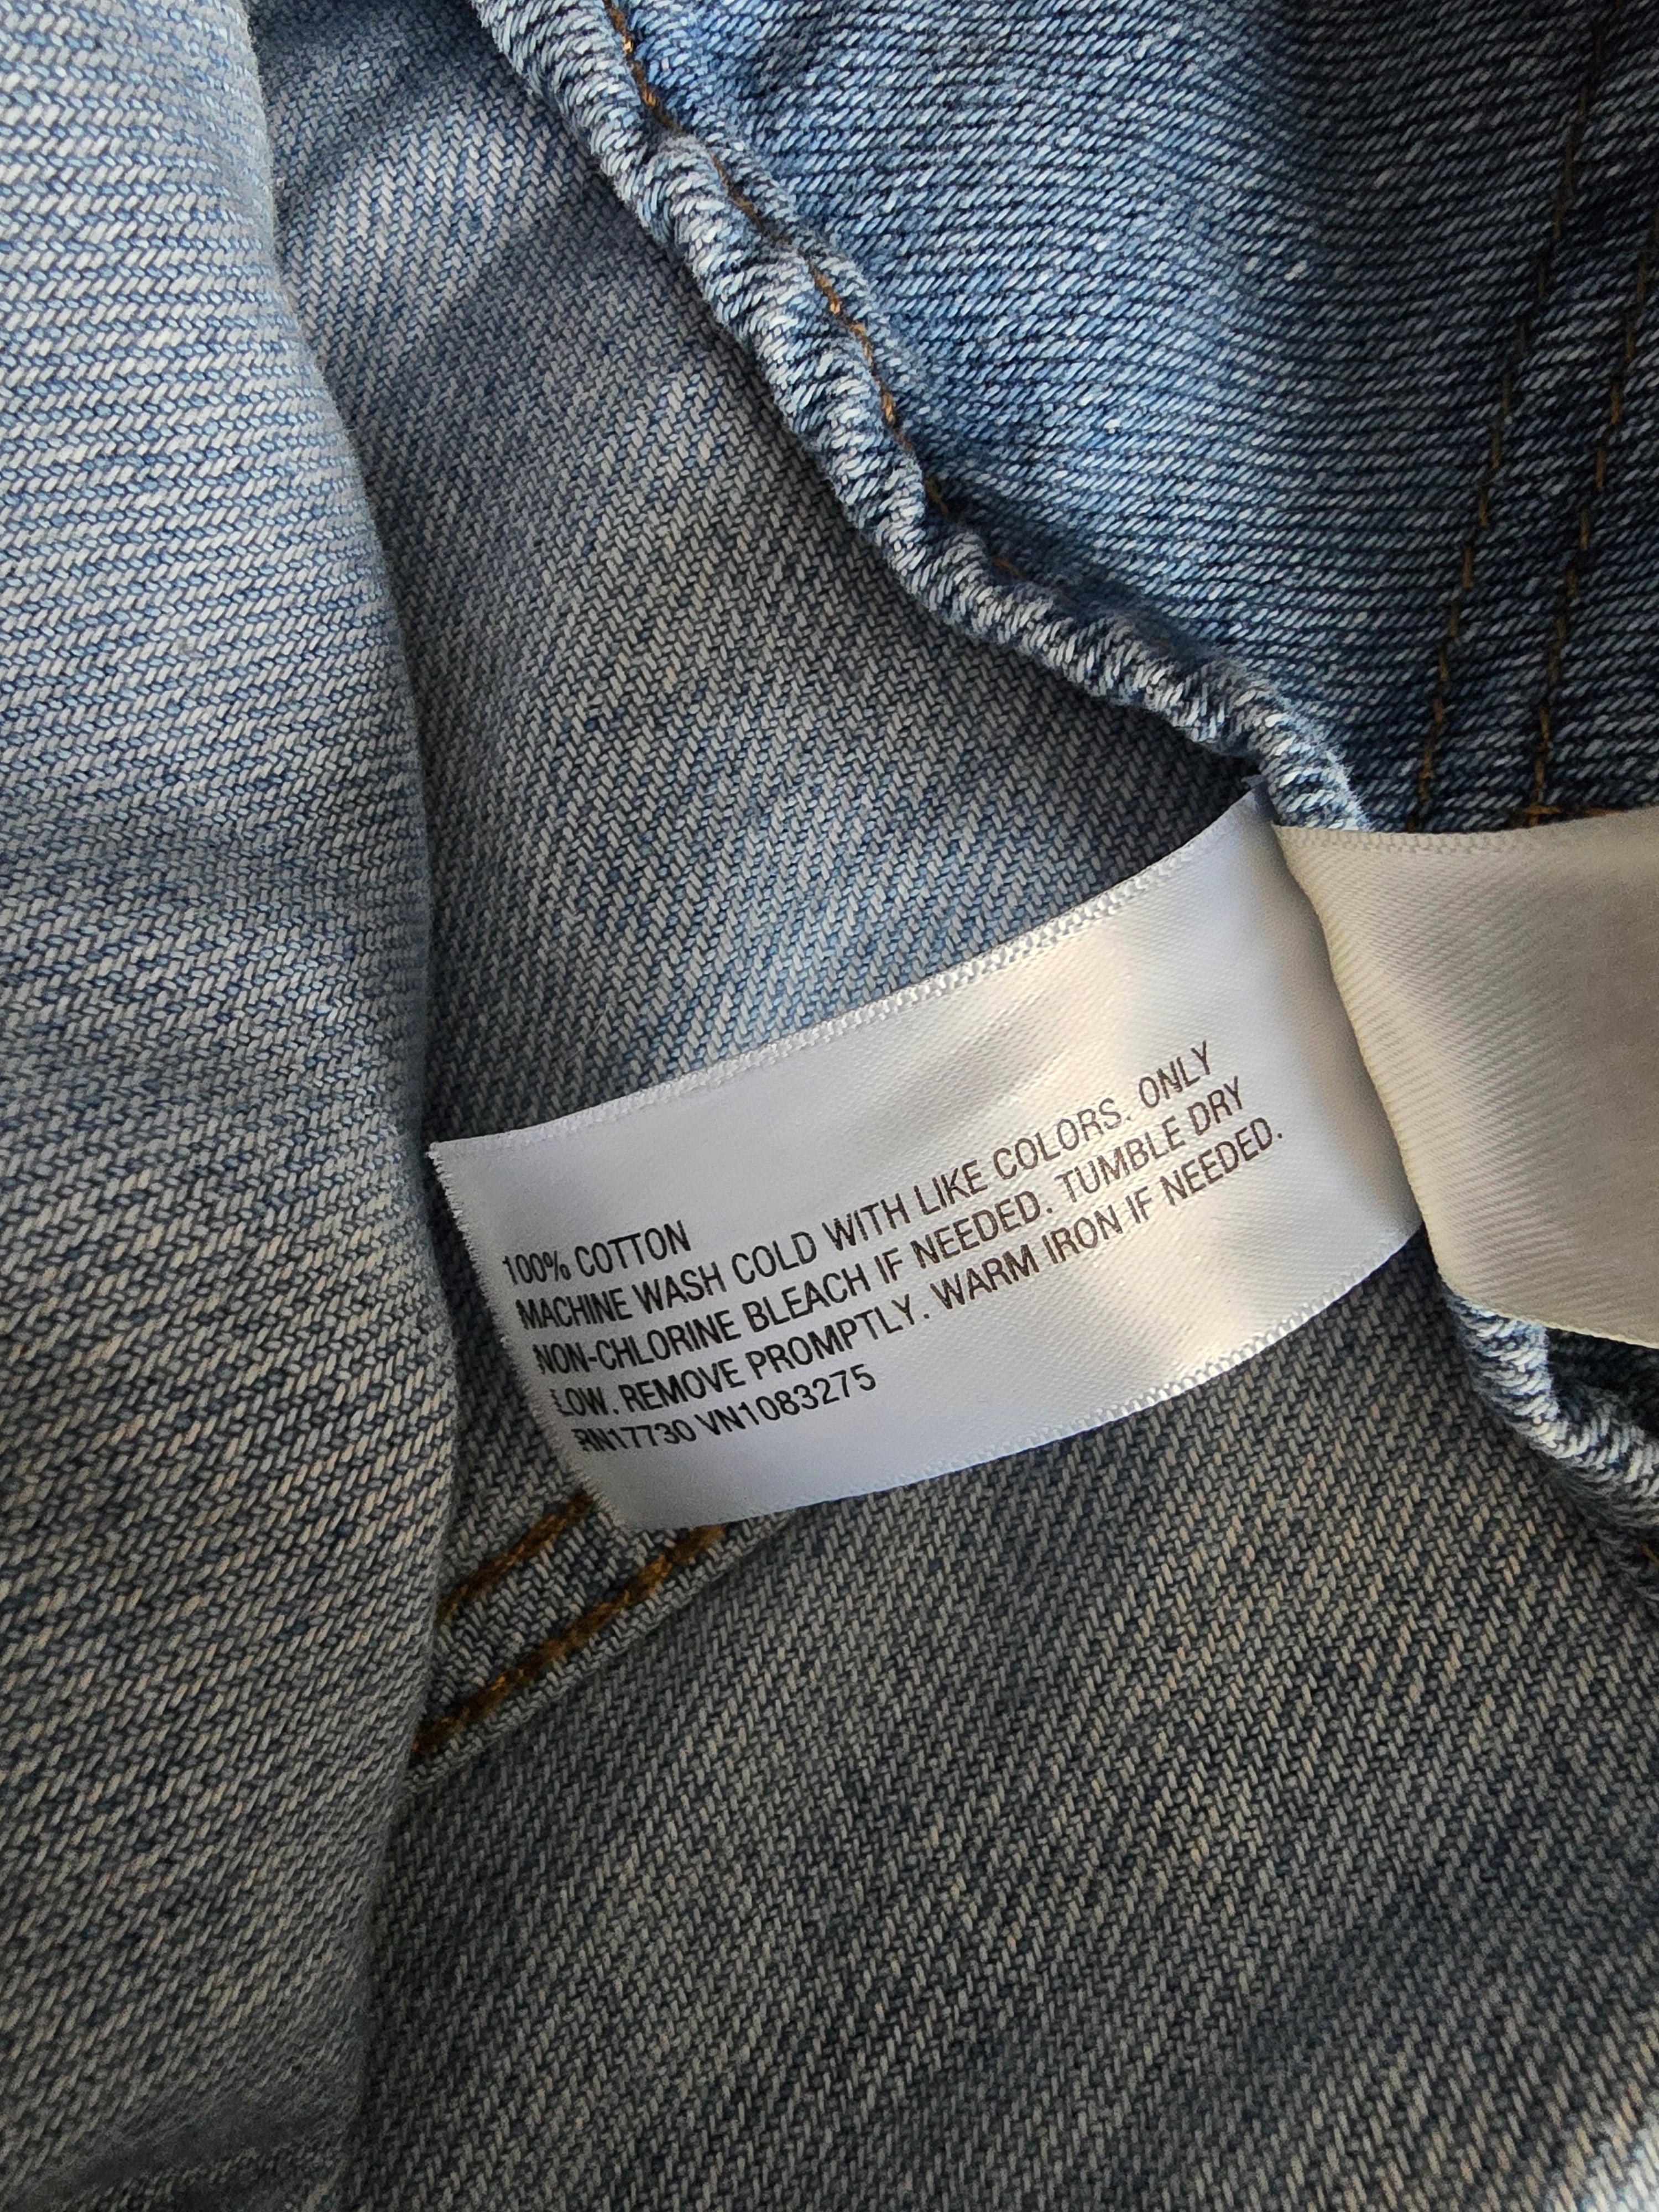 100% COTTON
MACHINE WASH COLD WITH LIKE COLORS. ONLY
NON-CHLORINE BLEACH IF NEEDED. TUMBLE DRY
LOW. REMOVE PROMPTLY. WARM IRON IF NEEDED.
RN17730 VN1083275